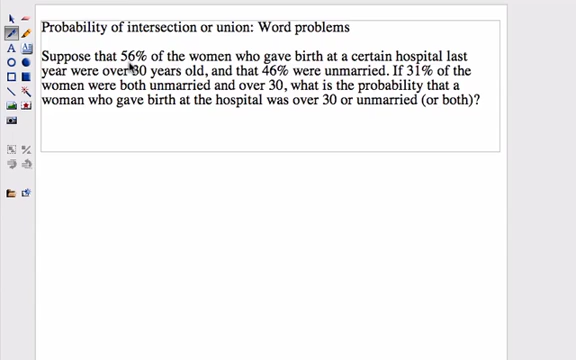 Probability of intersection or union: Word problems
Suppose that 56% of the women who gave birth at a certain hospital last
year were over 30 years old, and that 46% were unmarried. If 31% of the
women were both unmarried and over 30, what is the probability that a
woman who gave birth at the hospital was over 30 or unmarried (or both)?